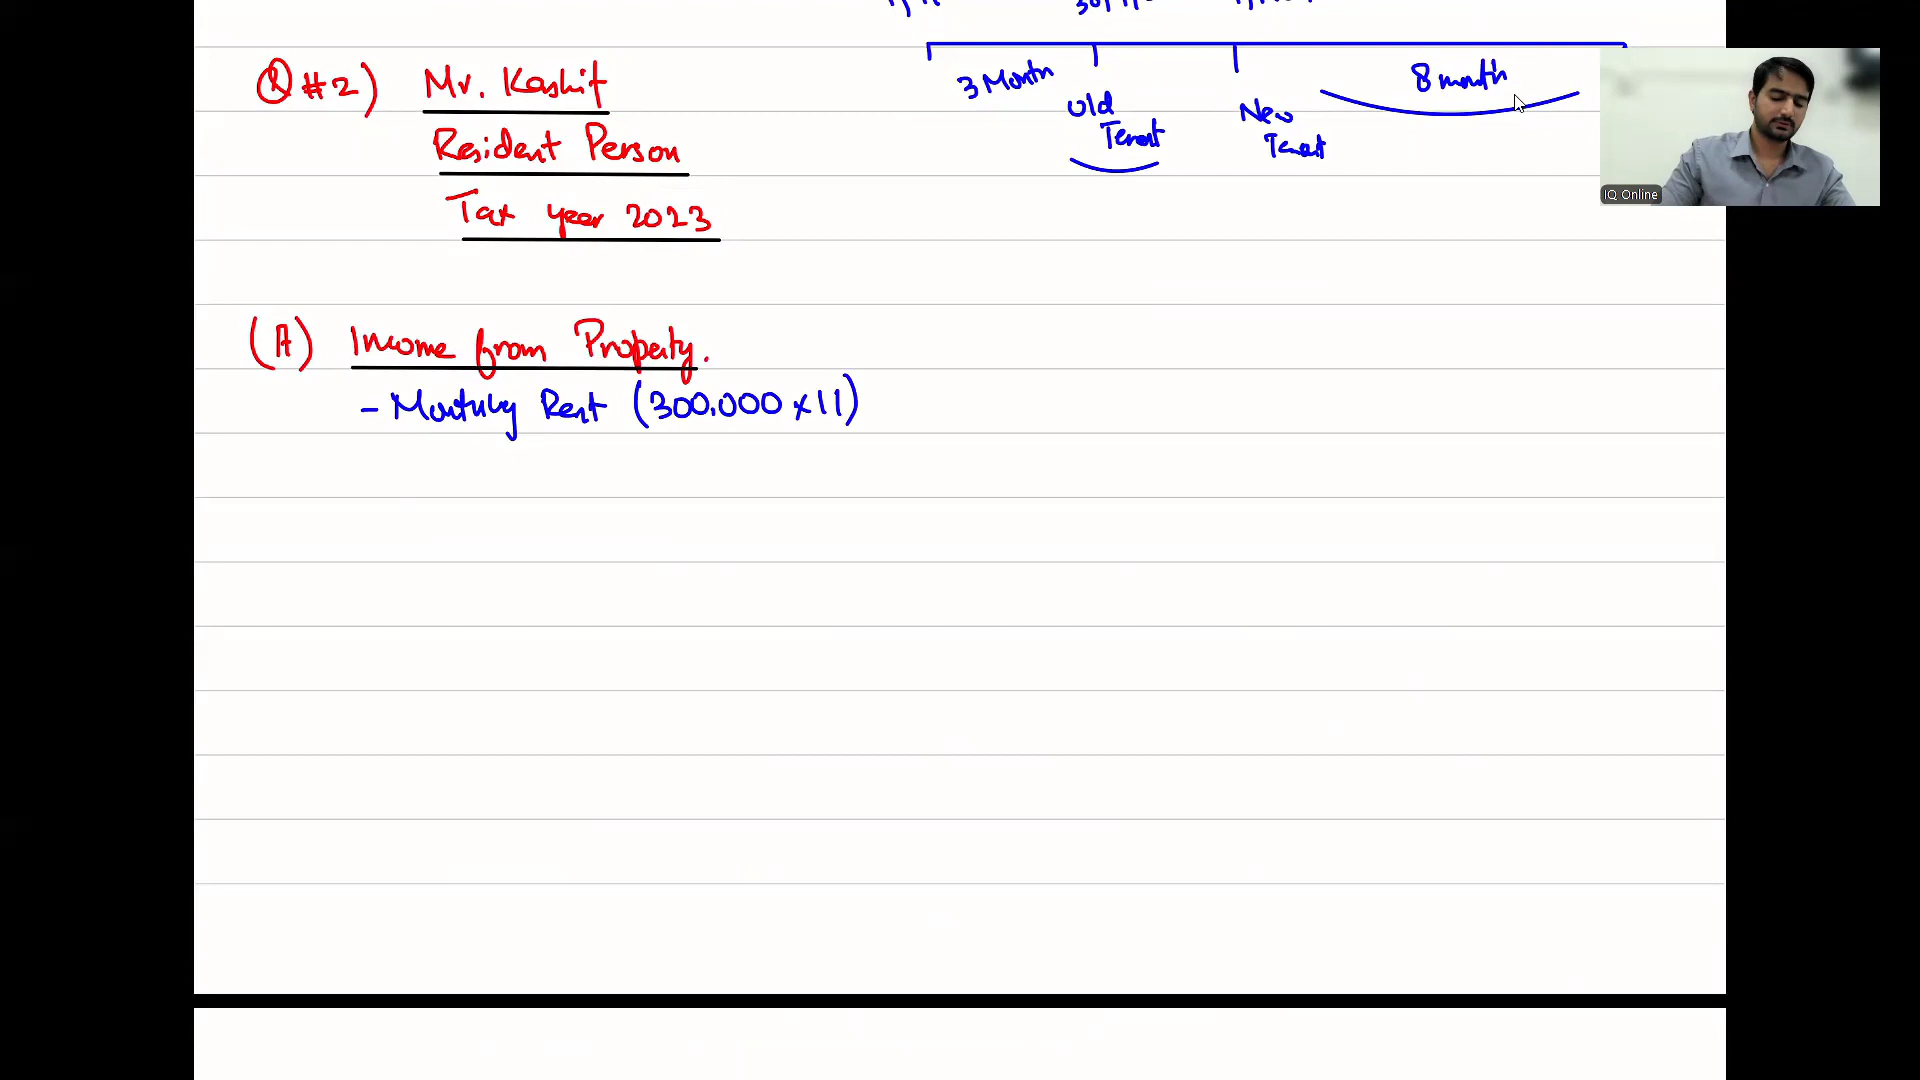 Q#2) Mr. Kashif
Resident Person
Tax year 2023
3 Month
Old
Tenant
New
Tenant
8 month
IQ Online
(A) Income from Property.
- Monthly Rent (300,000 x 11)